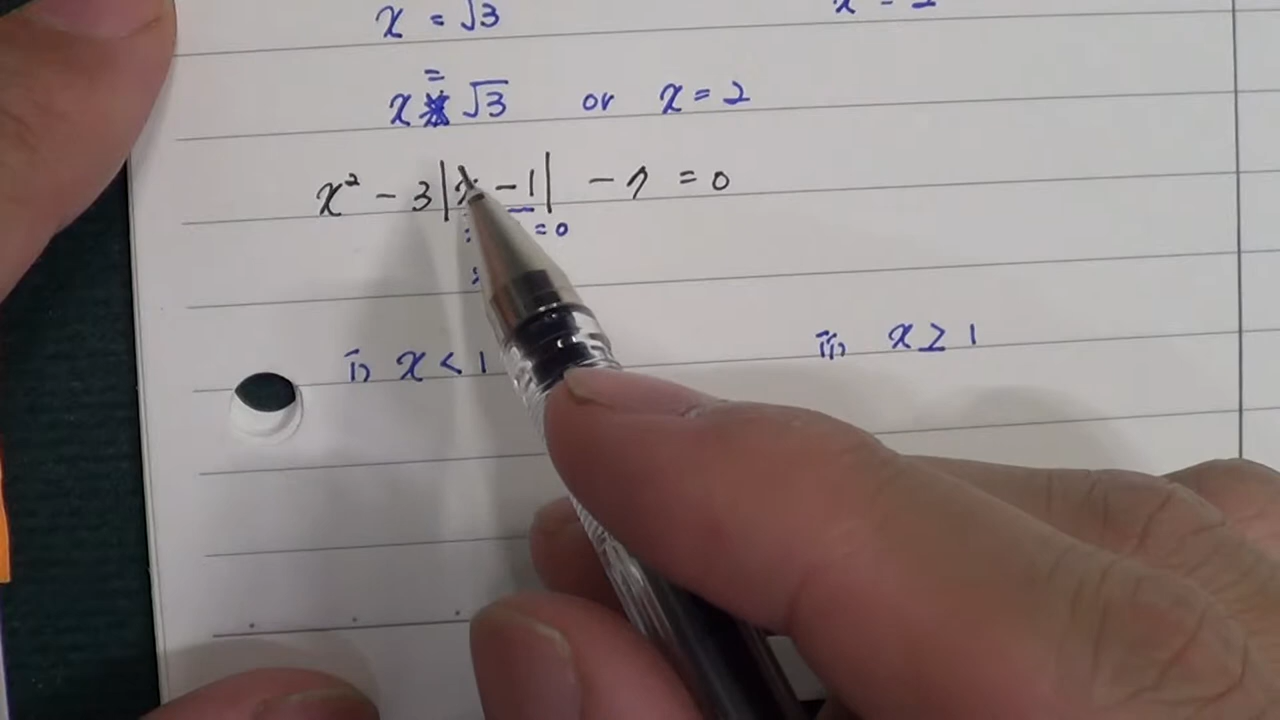 x = √3
x = √3 or x = 2
x² - 3|x - 1| - 7 = 0
= 0
i) x < 1 ii) x ≥ 1